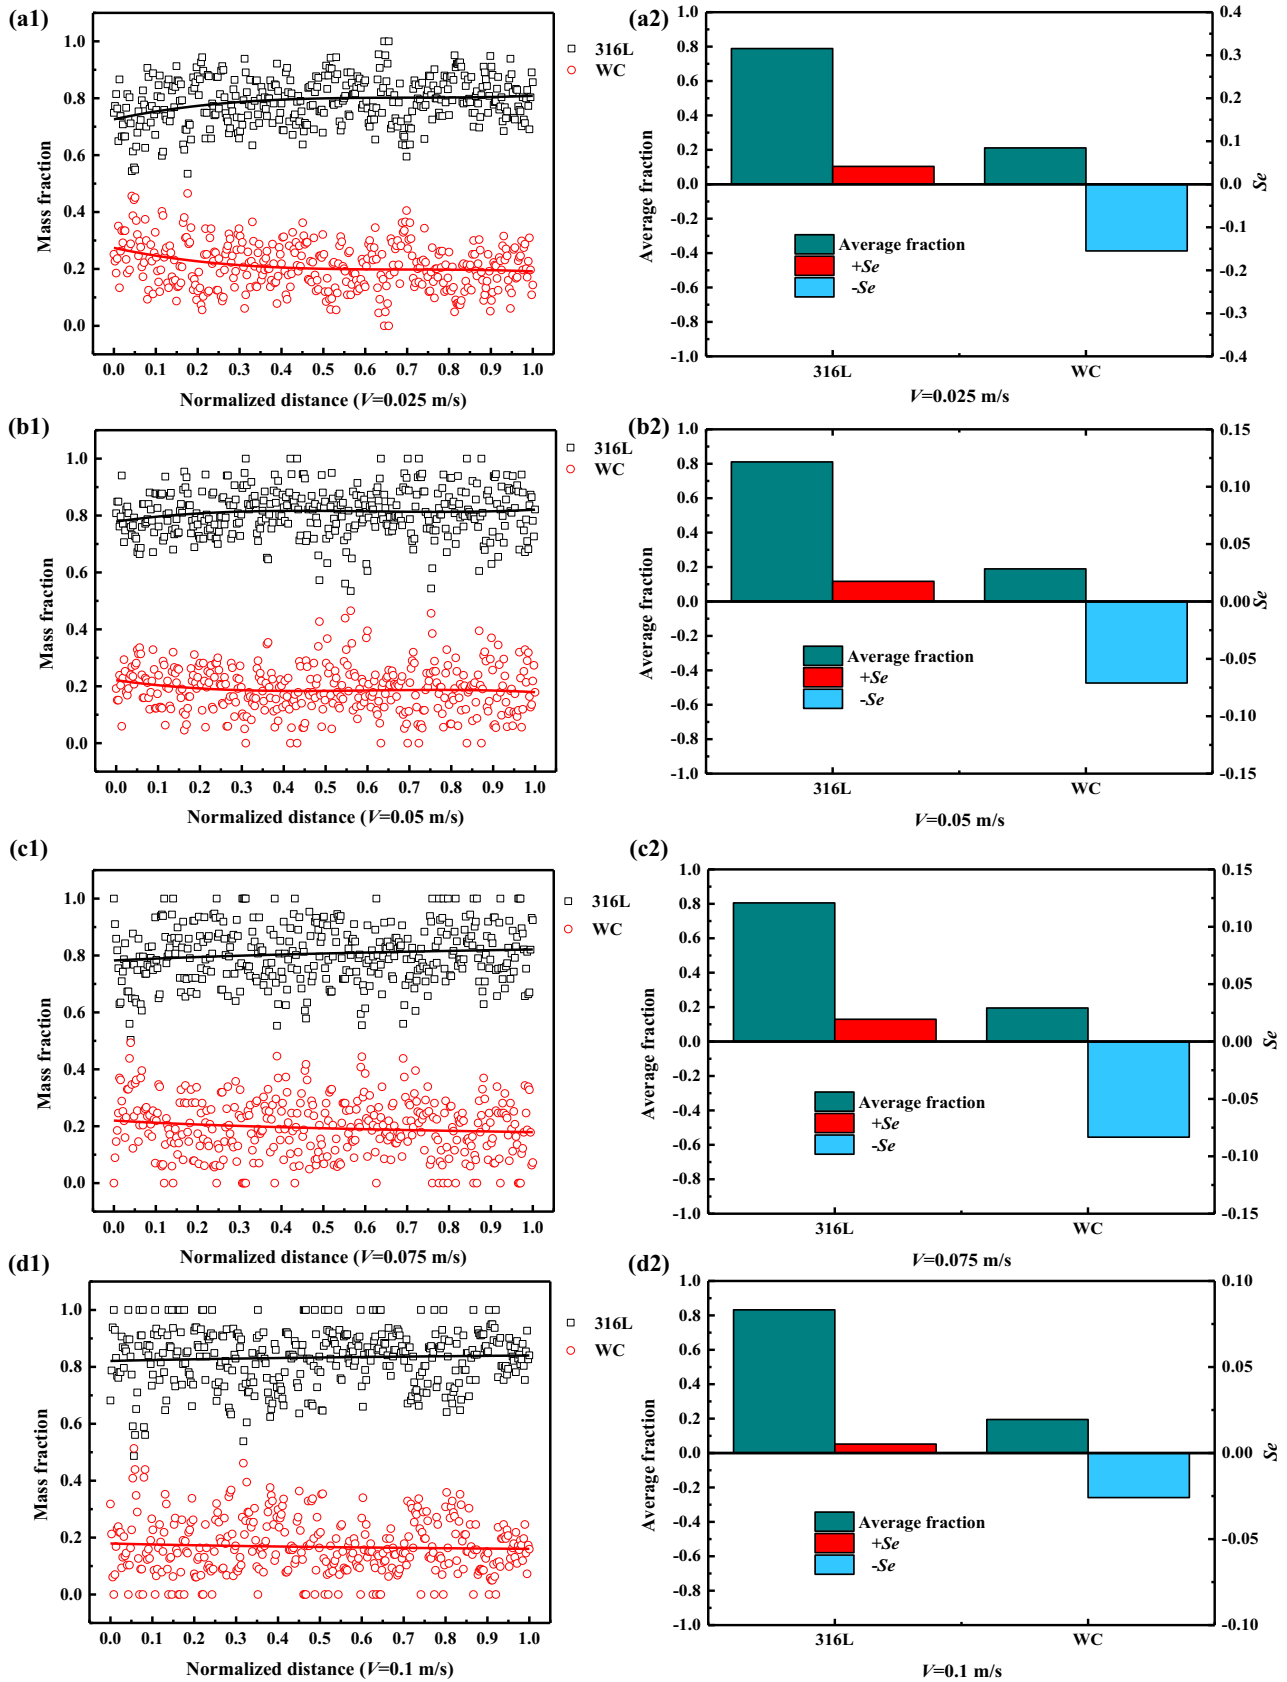 (a1)
1.0
0.8
0.6
0.4
0.2
0.0
Mass fraction
0.0 0.1 0.2 0.3 0.4 0.5 0.6 0.7 0.8 0.9 1.0
Normalized distance (V=0.025 m/s)
316L
WC
(a2)
1.0
0.8
0.6
0.4
0.2
0.0
-0.2
-0.4
-0.6
-0.8
-1.0
Average fraction
0.4
0.3
0.2
0.1
0.0
-0.1
-0.2
-0.3
-0.4
Se
Average fraction
+Se
-Se
316L WC
V=0.025 m/s
(b1)
1.0
0.8
0.6
0.4
0.2
0.0
Mass fraction
0.0 0.1 0.2 0.3 0.4 0.5 0.6 0.7 0.8 0.9 1.0
Normalized distance (V=0.05 m/s)
316L
WC
(b2)
1.0
0.8
0.6
0.4
0.2
0.0
-0.2
-0.4
-0.6
-0.8
-1.0
Average fraction
0.15
0.10
0.05
0.00
-0.05
-0.10
-0.15
Se
Average fraction
+Se
-Se
316L WC
V=0.05 m/s
(c1)
1.0
0.8
0.6
0.4
0.2
0.0
Mass fraction
0.0 0.1 0.2 0.3 0.4 0.5 0.6 0.7 0.8 0.9 1.0
Normalized distance (V=0.075 m/s)
316L
WC
(c2)
1.0
0.8
0.6
0.4
0.2
0.0
-0.2
-0.4
-0.6
-0.8
-1.0
Average fraction
0.15
0.10
0.05
0.00
-0.05
-0.10
-0.15
Se
Average fraction
+Se
-Se
316L WC
V=0.075 m/s
(d1)
1.0
0.8
0.6
0.4
0.2
0.0
Mass fraction
0.0 0.1 0.2 0.3 0.4 0.5 0.6 0.7 0.8 0.9 1.0
Normalized distance (V=0.1 m/s)
316L
WC
(d2)
1.0
0.8
0.6
0.4
0.2
0.0
-0.2
-0.4
-0.6
-0.8
-1.0
Average fraction
0.10
0.05
0.00
-0.05
-0.10
Se
Average fraction
+Se
-Se
316L WC
V=0.1 m/s